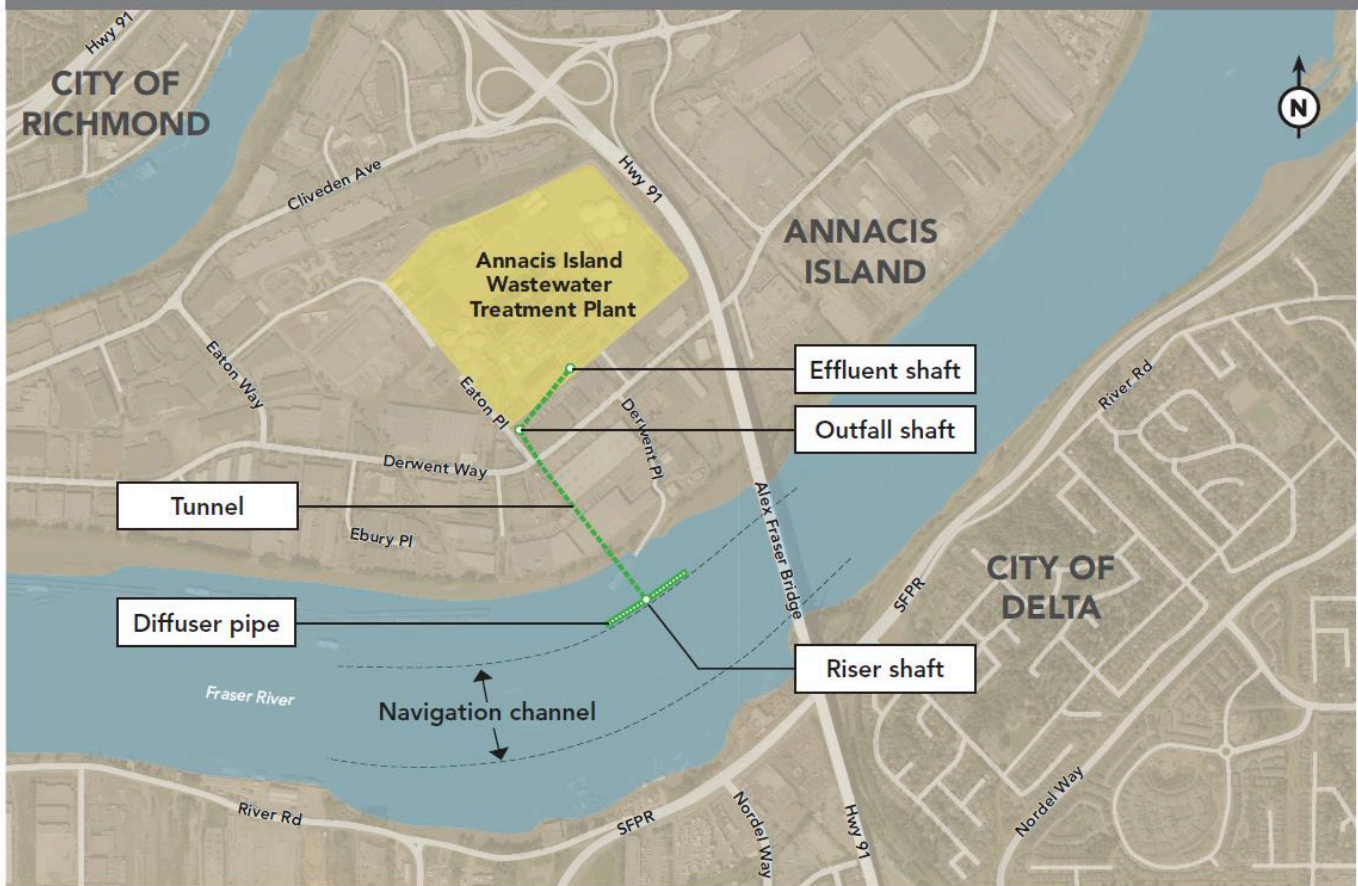 Hwy 91
CITY OF
RICHMOND
N
Cliveden Ave
Hwy 91
ANNACIS
ISLAND
Annacis Island
Wastewater
Treatment Plant
Effluent shaft
Outfall shaft
River Rd
Eaton Way
Eaton Pl
Derwent Pl
Derwent Way
Tunnel
Ebury Pl
Alex Fraser Bridge
CITY OF
DELTA
SFPR
Diffuser pipe
Riser shaft
Fraser River
Navigation channel
River Rd
SFPR
Nordel Way
Hwy 91
Nordel Way